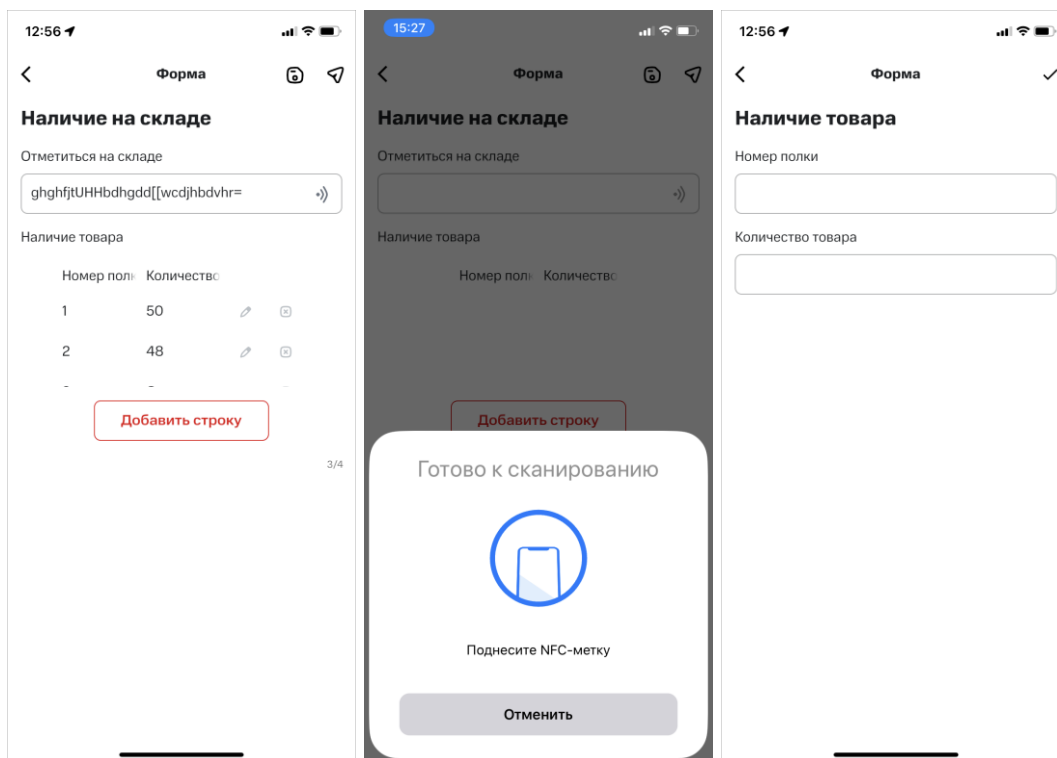 12:56
Форма
Наличие на складе
Отметиться на складе
ghghfjtUHHbdhgdd[[wcdjhbdvhr=
Наличие товара
Номер пол Количество
1 50
2 48
Добавить строку
3/4
15:27
Форма
Наличие на складе
Отметиться на складе
Наличие товара
Номер пол Количество
Добавить строку
Готово к сканированию
Поднесите NFC-метку
Отменить
12:56
Форма
Наличие товара
Номер полки
Количество товара